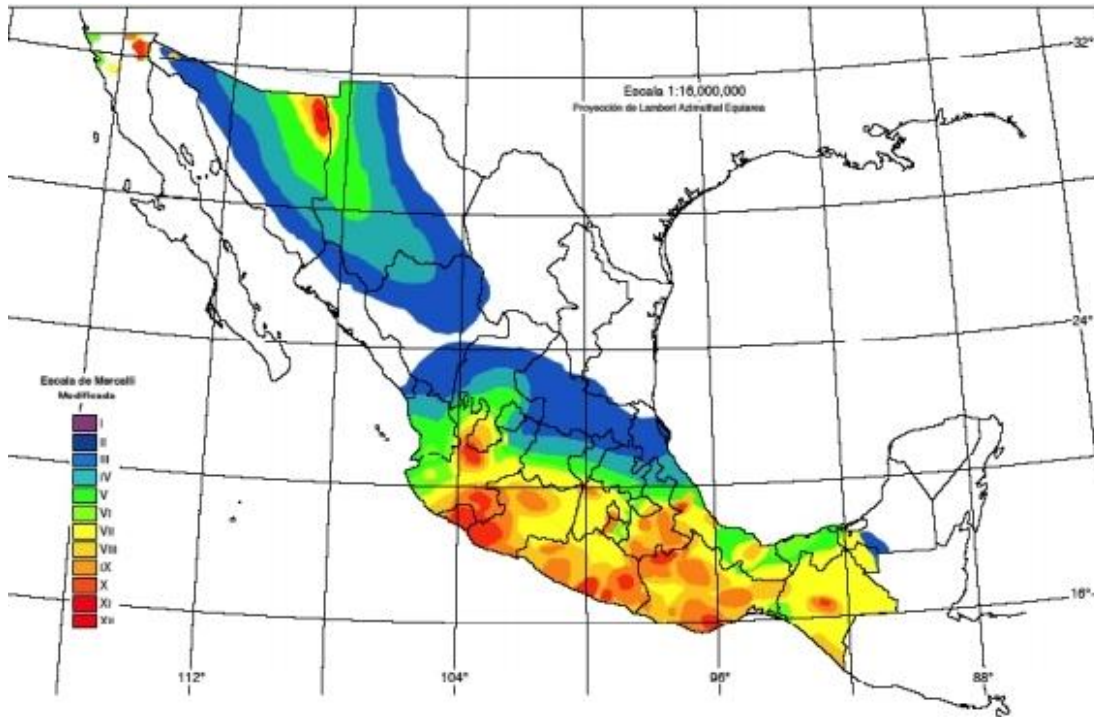 Escala 1:16,000,000
Proyección de Lambert Azimuthal Equiarea
32°
24°
Escala de Mercalli
Modificada
I
II
III
IV
V
VI
VII
VIII
IX
X
XI
XII
16°
112°
104°
96°
88°